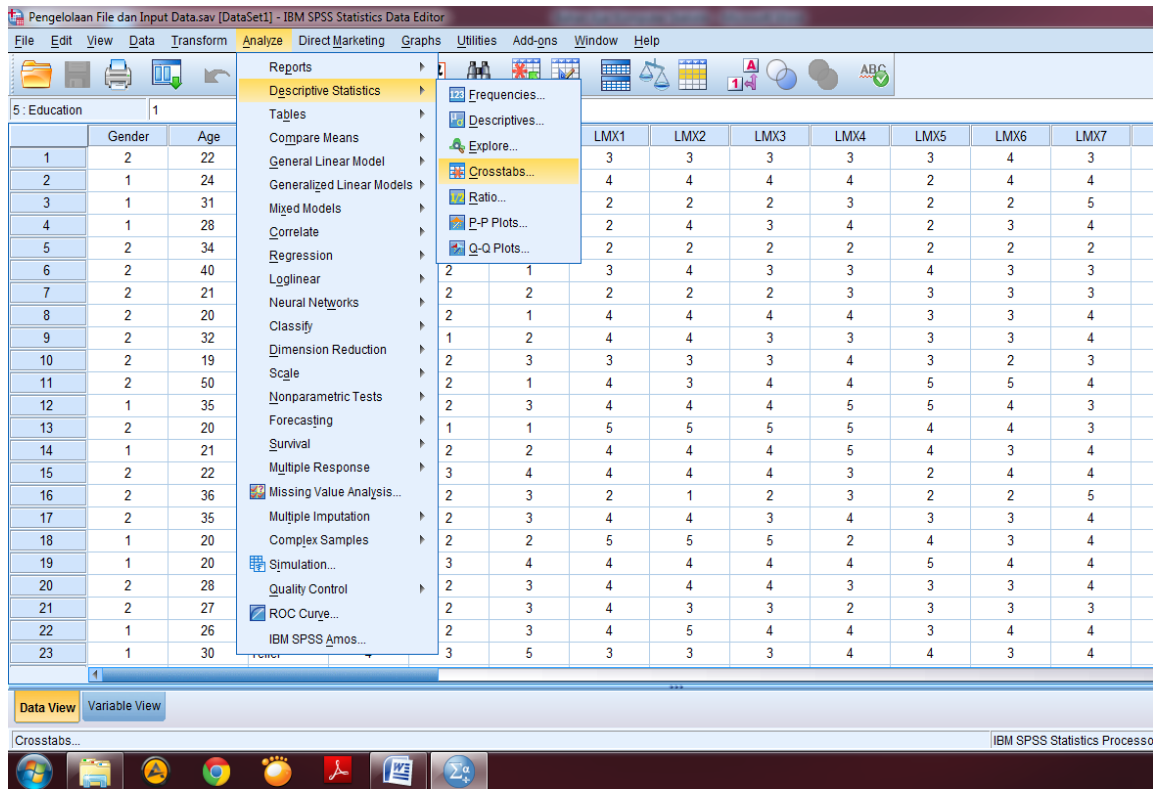 Pengelolaan File dan Input Data.sav [DataSet1] - IBM SPSS Statistics Data Editor
File Edit View Data Transform Analyze Direct Marketing Graphs Utilities Add-ons Window Help
5 : Education 1
Reports
Descriptive Statistics
Tables
Compare Means
General Linear Model
Generalized Linear Models
Mixed Models
Correlate
Regression
Loglinear
Neural Networks
Classify
Dimension Reduction
Scale
Nonparametric Tests
Forecasting
Survival
Multiple Response
Missing Value Analysis...
Multiple Imputation
Complex Samples
Simulation...
Quality Control
ROC Curve...
IBM SPSS Amos...
Frequencies...
Descriptives...
Explore...
Crosstabs...
Ratio...
P-P Plots...
Q-Q Plots...
Gender Age LMX1 LMX2 LMX3 LMX4 LMX5 LMX6 LMX7
1 2 22 3 3 3 3 3 4 3
2 1 24 4 4 4 4 2 4 4
3 1 31 2 2 2 3 2 2 5
4 1 28 2 4 3 4 2 3 4
5 2 34 2 2 2 2 2 2 2
6 2 40 2 1 3 4 3 3 4 3 3
7 2 21 2 2 2 2 2 3 3 3 3
8 2 20 2 1 4 4 4 4 3 3 4
9 2 32 1 2 4 4 3 3 3 3 4
10 2 19 2 3 3 3 3 4 3 2 3
11 2 50 2 1 4 3 4 4 5 5 4
12 1 35 2 3 4 4 4 5 5 4 3
13 2 20 1 1 5 5 5 5 4 4 3
14 1 21 2 2 4 4 4 5 4 3 4
15 2 22 3 4 4 4 4 3 2 4 4
16 2 36 2 3 2 1 2 3 2 2 5
17 2 35 2 3 4 4 3 4 3 3 4
18 1 20 2 2 5 5 5 2 4 3 4
19 1 20 3 4 4 4 4 4 5 4 4
20 2 28 2 3 4 4 4 3 3 3 4
21 2 27 2 3 4 3 3 2 3 3 3
22 1 26 2 3 4 5 4 4 3 4 4
23 1 30 3 5 3 3 3 4 4 3 4
Data View Variable View
Crosstabs... IBM SPSS Statistics Processo